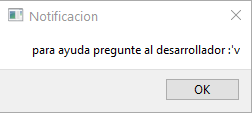 Notificacion
para ayuda pregunte al desarrollador :'v
OK